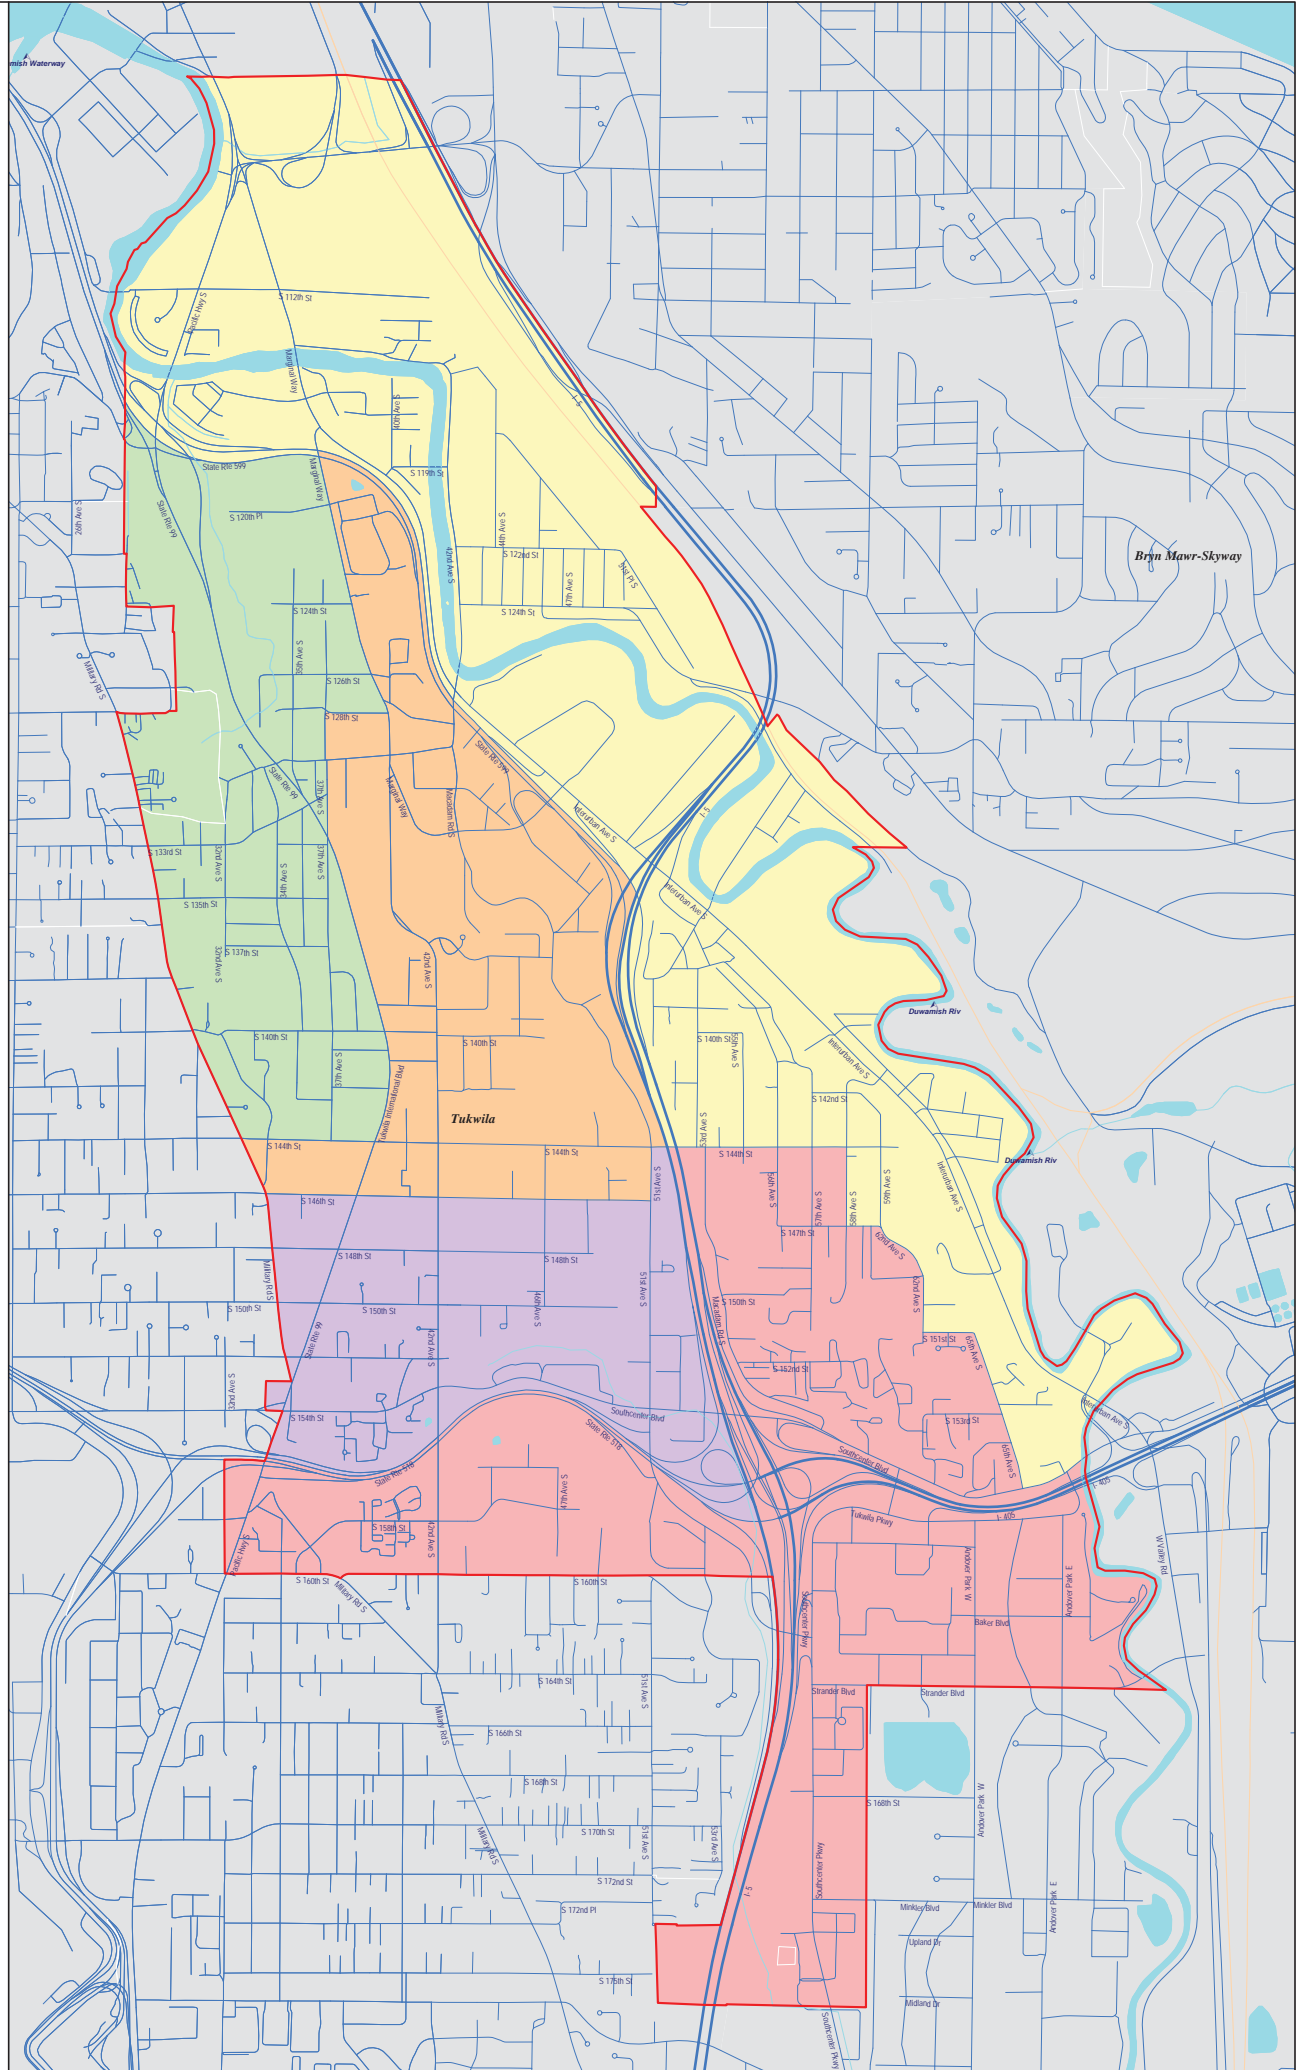 mish Waterway
S 112th St
Pacific Hwy S
Marginal Way
I- 5
40th Ave S
State Rte 599
Marginal Way
S 119th St
26th Ave S
State Rte 99
S 120th Pl
44th Ave S
42nd Ave S
S 122nd St
47th Ave S
51st Pl S
Bryn Mawr-Skyway
S 124th St
S 124th St
35th Ave S
Military Rd S
S 126th St
S 128th St
State Rte 599
State Rte 99
37th Ave S
Marginal Way
Macadam Rd S
Interurban Ave S
I- 5
S 133rd St
32nd Ave S
37th Ave S
34th Ave S
Interurban Ave S
S 135th St
S 137th St
32nd Ave S
42nd Ave S
Duwamish Riv
S 140th St
S 140th St
S 140th St
55th Ave S
Interurban Ave S
37th Ave S
Tukwila International Blvd
S 142nd St
Tukwila
53rd Ave S
S 144th St
S 144th St
S 144th St
Duwamish Riv
51st Ave S
56th Ave S
57th Ave S
58th Ave S
59th Ave S
Interurban Ave S
S 146th St
S 147th St
62nd Ave S
S 148th St
S 148th St
Military Rd S
51st Ave S
62nd Ave S
S 150th St
S 150th St
46th Ave S
S 150th St
Macadam Rd S
State Rte 99
42nd Ave S
S 151st St
65th Ave S
S 152nd St
32nd Ave S
S 154th St
Southcenter Blvd
S 153rd St
Interurban Ave S
State Rte 518
Southcenter Blvd
65th Ave S
State Rte 518
47th Ave S
I- 405
I- 405
Tukwila Pkwy
S 158th St
42nd Ave S
Pacific Hwy S
Andover Park W
Andover Park E
W Valley Rd
S 160th St
Military Rd S
S 160th St
Southcenter Pkwy
Baker Blvd
S 164th St
51st Ave S
Strander Blvd
Strander Blvd
Military Rd S
S 166th St
S 168th St
S 168th St
Andover Park W
S 170th St
51st Ave S
53rd Ave S
Military Rd S
Southcenter Pkwy
S 172nd St
I- 5
S 172nd Pl
Minkler Blvd
Minkler Blvd
Andover Park E
Upland Dr
S 175th St
Midland Dr
Southcenter Pkwy